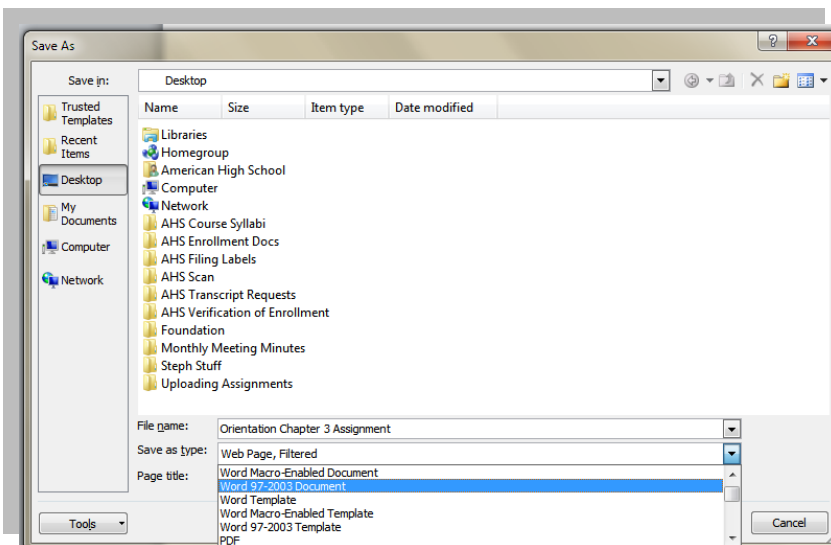 Save As
Save in: Desktop
Name Size Item type Date modified
Trusted Templates
Recent Items
Desktop
My Documents
Computer
Network
Libraries
Homegroup
American High School
Computer
Network
AHS Course Syllabi
AHS Enrollment Docs
AHS Filing Labels
AHS Scan
AHS Transcript Requests
AHS Verification of Enrollment
Foundation
Monthly Meeting Minutes
Steph Stuff
Uploading Assignments
File name: Orientation Chapter 3 Assignment
Save as type: Web Page, Filtered
Page title:
Word Macro-Enabled Document
Word 97-2003 Document
Word Template
Word Macro-Enabled Template
Word 97-2003 Template
PDF
Tools
Cancel